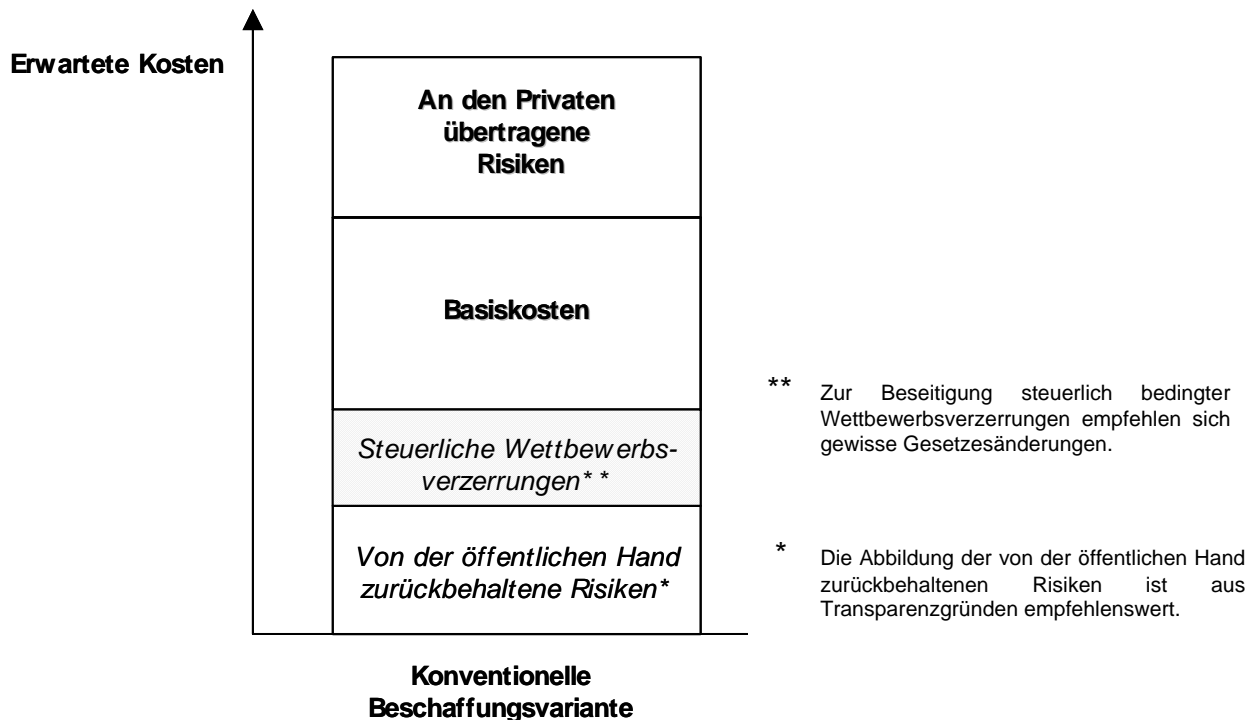 Erwartete Kosten
An den Privaten
übertragene
Risiken
Basiskosten
Steuerliche Wettbewerbs-
verzerrungen**
Von der öffentlichen Hand
zurückbehaltene Risiken*
Konventionelle
Beschaffungsvariante
** Zur Beseitigung steuerlich bedingter
Wettbewerbsverzerrungen empfehlen sich
gewisse Gesetzesänderungen.
* Die Abbildung der von der öffentlichen Hand
zurückbehaltenen Risiken ist aus
Transparenzgründen empfehlenswert.